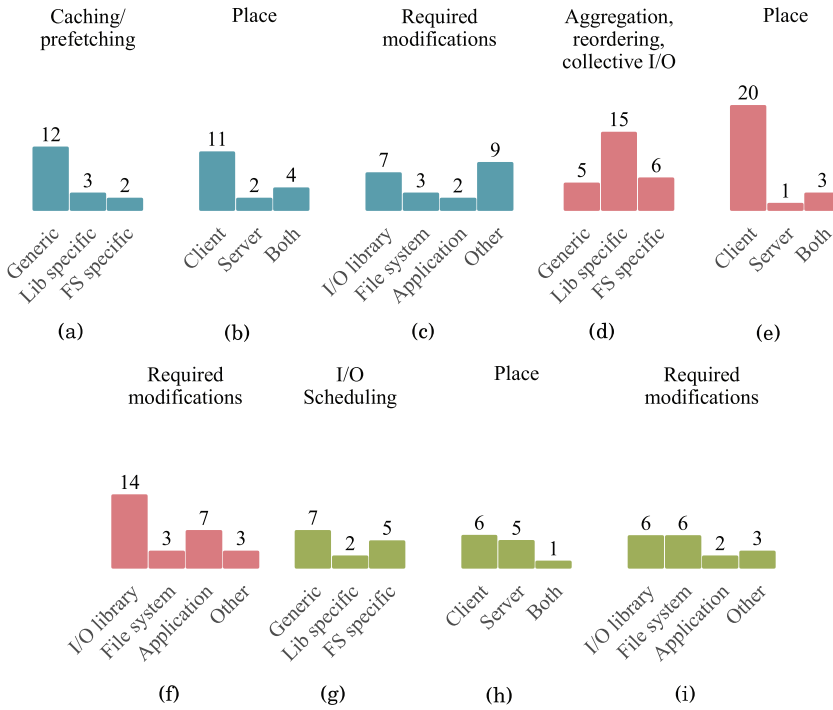 Caching/
prefetching
Place
Required
modifications
Aggregation,
reordering,
collective I/O
Place
12
3
2
11
2
4
7
3
2
9
5
15
6
20
1
3
Generic
Lib specific
FS specific
Client
Server
Both
I/O library
File system
Application
Other
Generic
Lib specific
FS specific
Client
Server
Both
(a)
(b)
(c)
(d)
(e)
Required
modifications
I/O
Scheduling
Place
Required
modifications
14
3
7
3
7
2
5
6
5
1
6
6
2
3
I/O library
File system
Application
Other
Generic
Lib specific
FS specific
Client
Server
Both
I/O library
File system
Application
Other
(f)
(g)
(h)
(i)